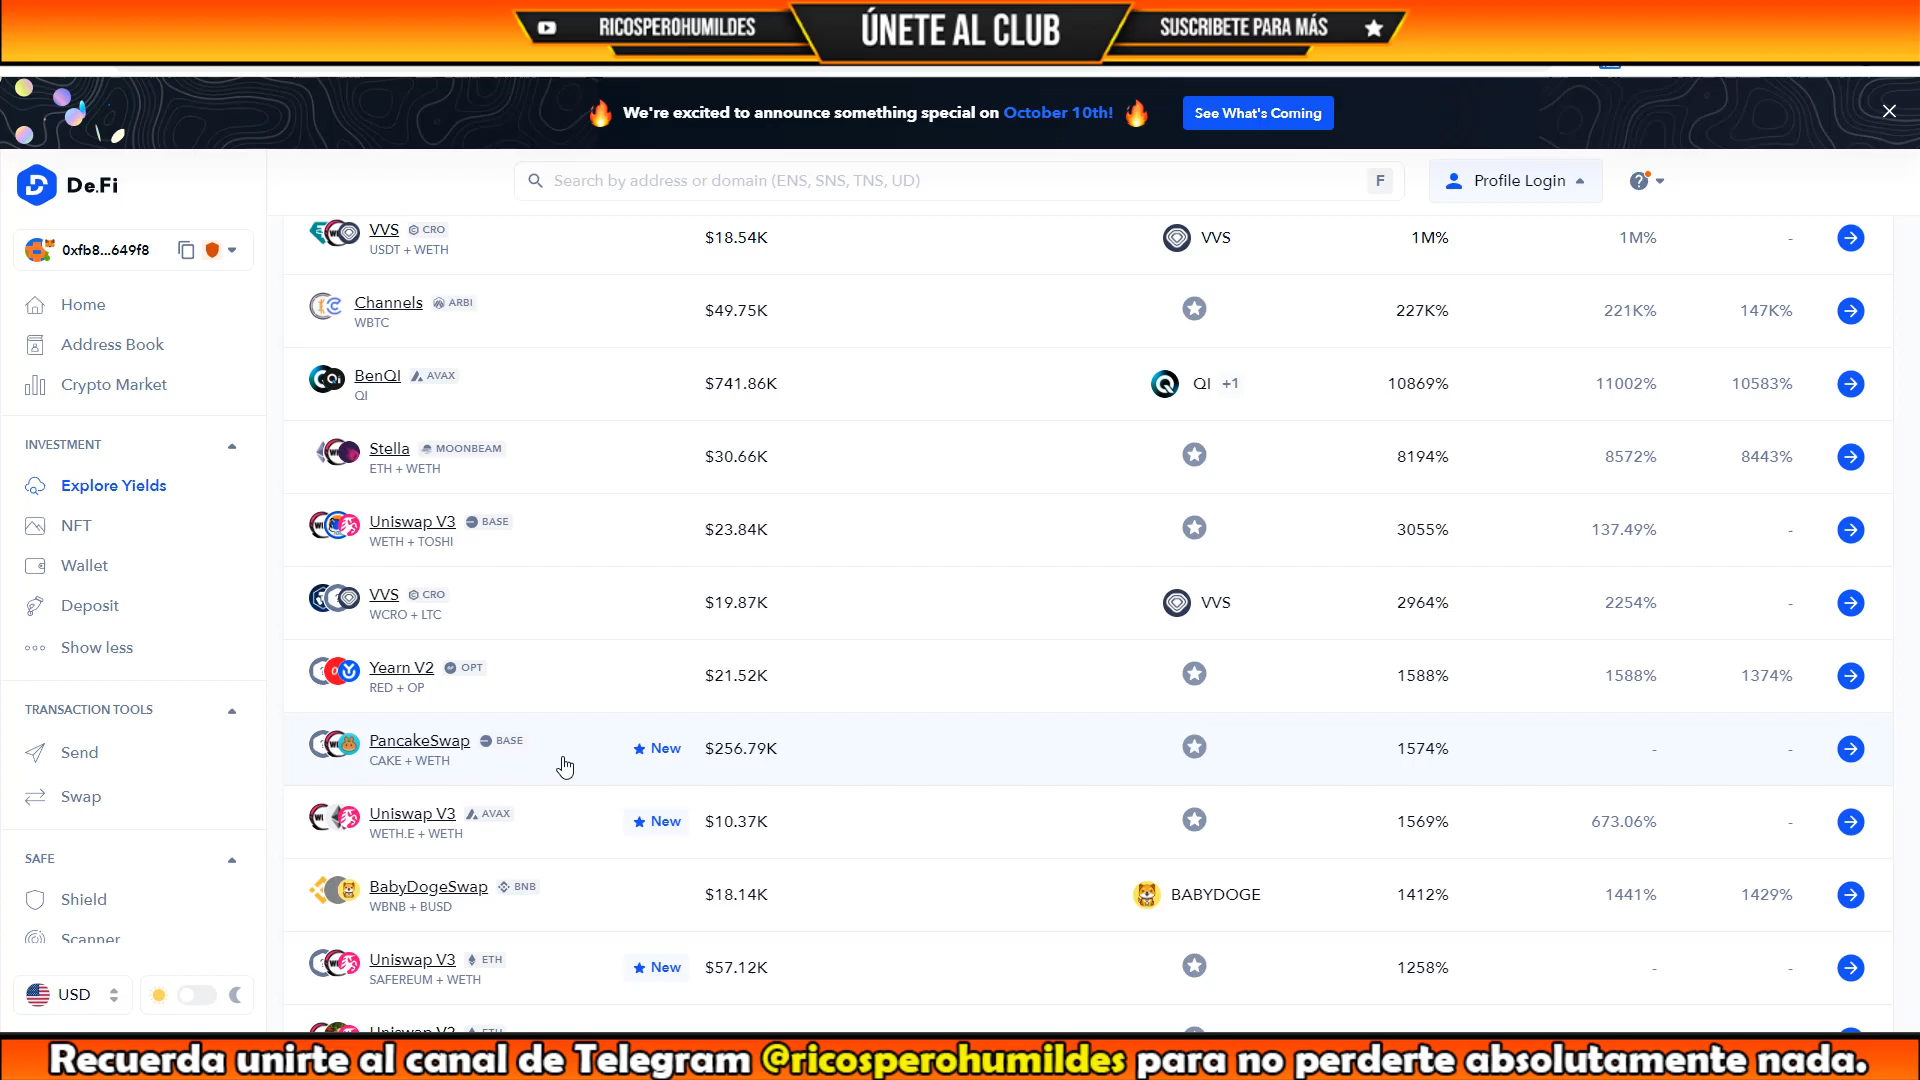 RICOSPEROHUMILDES
ÚNETE AL CLUB
SUSCRIBETE PARA MÁS
We're excited to announce something special on October 10th!
See What's Coming
De.Fi
Search by address or domain (ENS, SNS, TNS, UD)
F
Profile Login
0xfb8...649f8
Home
Address Book
Crypto Market
INVESTMENT
Explore Yields
NFT
Wallet
Deposit
Show less
TRANSACTION TOOLS
Send
Swap
SAFE
Shield
Scanner
USD
VVS CRO
USDT + WETH
$18.54K
VVS
1M%
1M%
-
Channels ARBI
WBTC
$49.75K
227K%
221K%
147K%
BenQI AVAX
QI
$741.86K
QI +1
10869%
11002%
10583%
Stella MOONBEAM
ETH + WETH
$30.66K
8194%
8572%
8443%
Uniswap V3 BASE
WETH + TOSHI
$23.84K
3055%
137.49%
-
VVS CRO
WCRO + LTC
$19.87K
VVS
2964%
2254%
-
Yearn V2 OPT
RED + OP
$21.52K
1588%
1588%
1374%
PancakeSwap BASE
CAKE + WETH
New
$256.79K
1574%
-
-
Uniswap V3 AVAX
WETH.E + WETH
New
$10.37K
1569%
673.06%
-
BabyDogeSwap BNB
WBNB + BUSD
$18.14K
BABYDOGE
1412%
1441%
1429%
Uniswap V3 ETH
SAFEREUM + WETH
New
$57.12K
1258%
-
-
Uniswap V3 ETH
Recuerda unirte al canal de Telegram @ricosperohumildes para no perderte absolutamente nada.